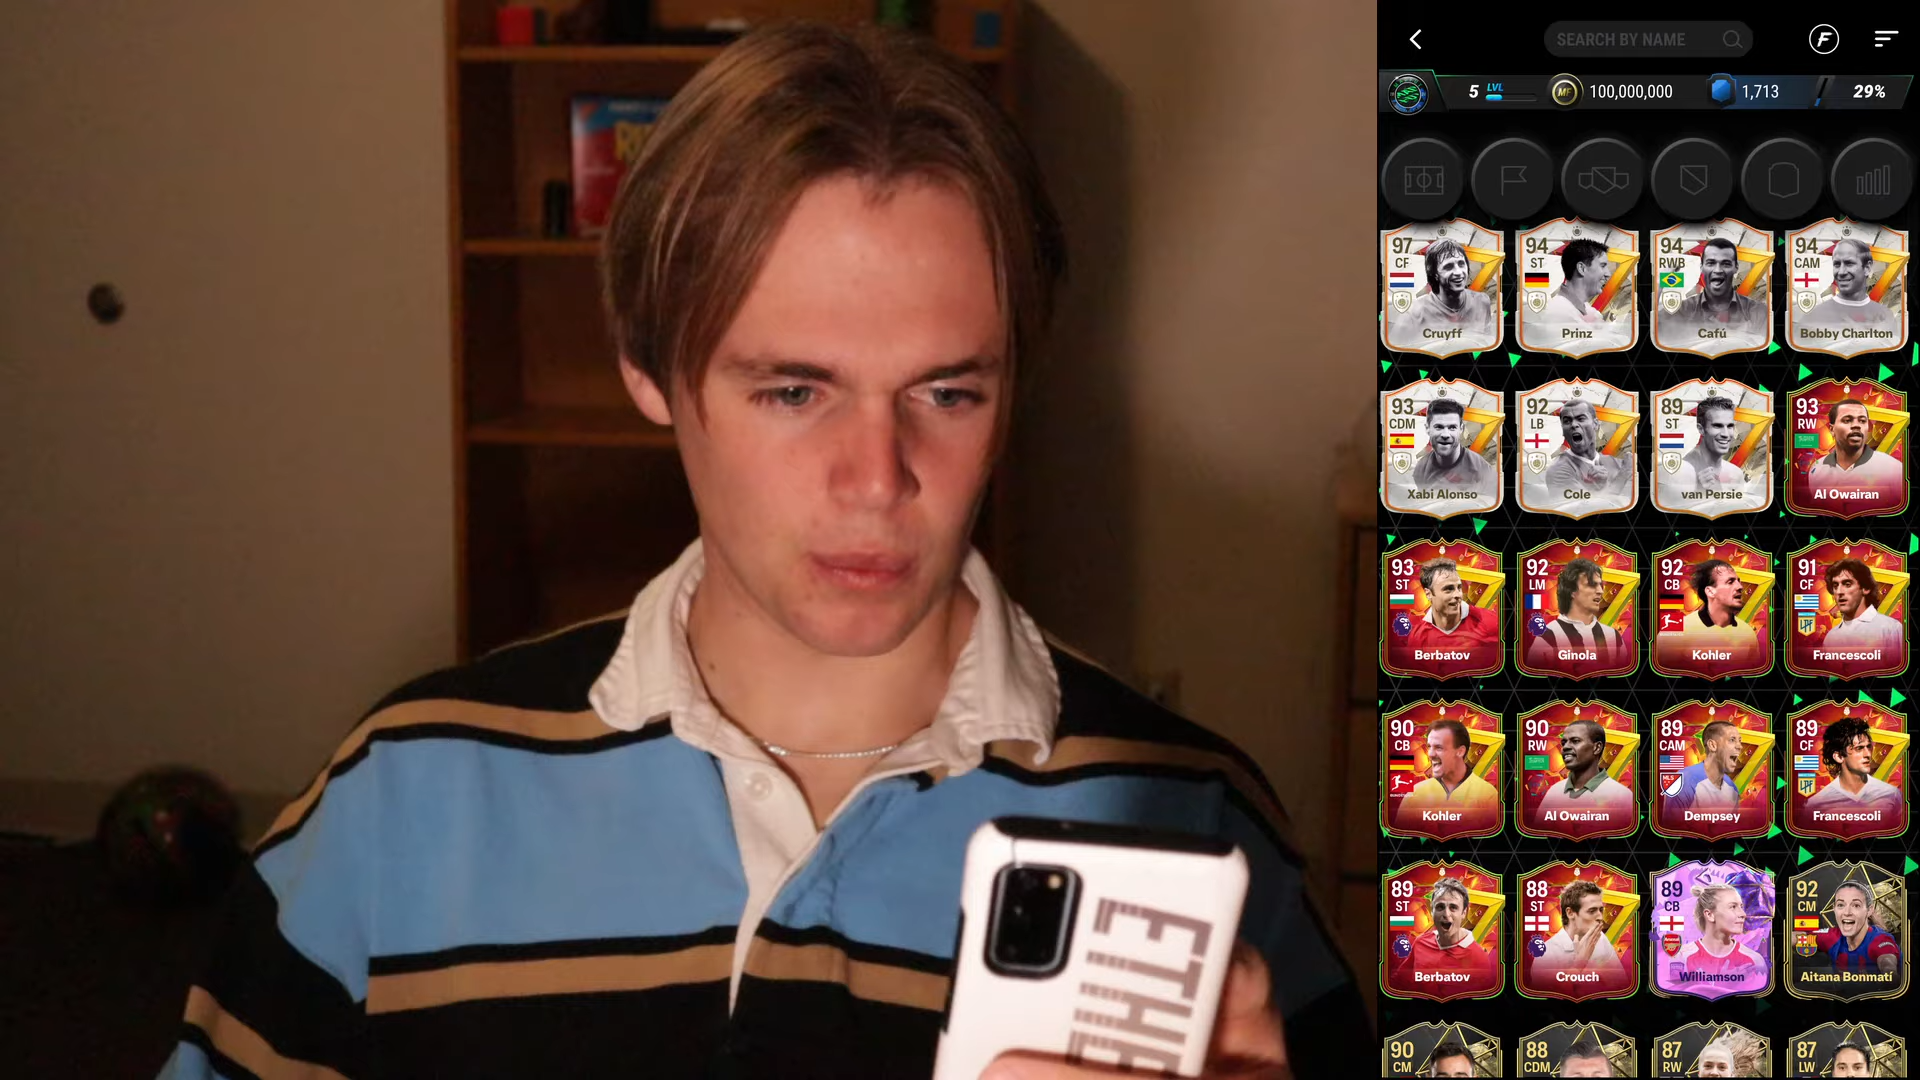 SEARCH BY NAME
5 LVL 100,000,000 1,713 29%
MF
97 CF Cruyff
94 ST Prinz
94 RWB Cafú
94 CAM Bobby Charlton
93 CDM Xabi Alonso
92 LB Cole
89 ST van Persie
93 RW Al Owairan
93 ST Berbatov
92 LM Ginola
92 CB Kohler
91 CF Francescoli
90 CB Kohler
90 RW Al Owairan
89 CAM Dempsey
89 CF Francescoli
89 ST Berbatov
88 ST Crouch
89 CB Williamson
92 CM Aitana Bonmatí
90 CM
88 CDM
87 RW
87 LW
ETHE